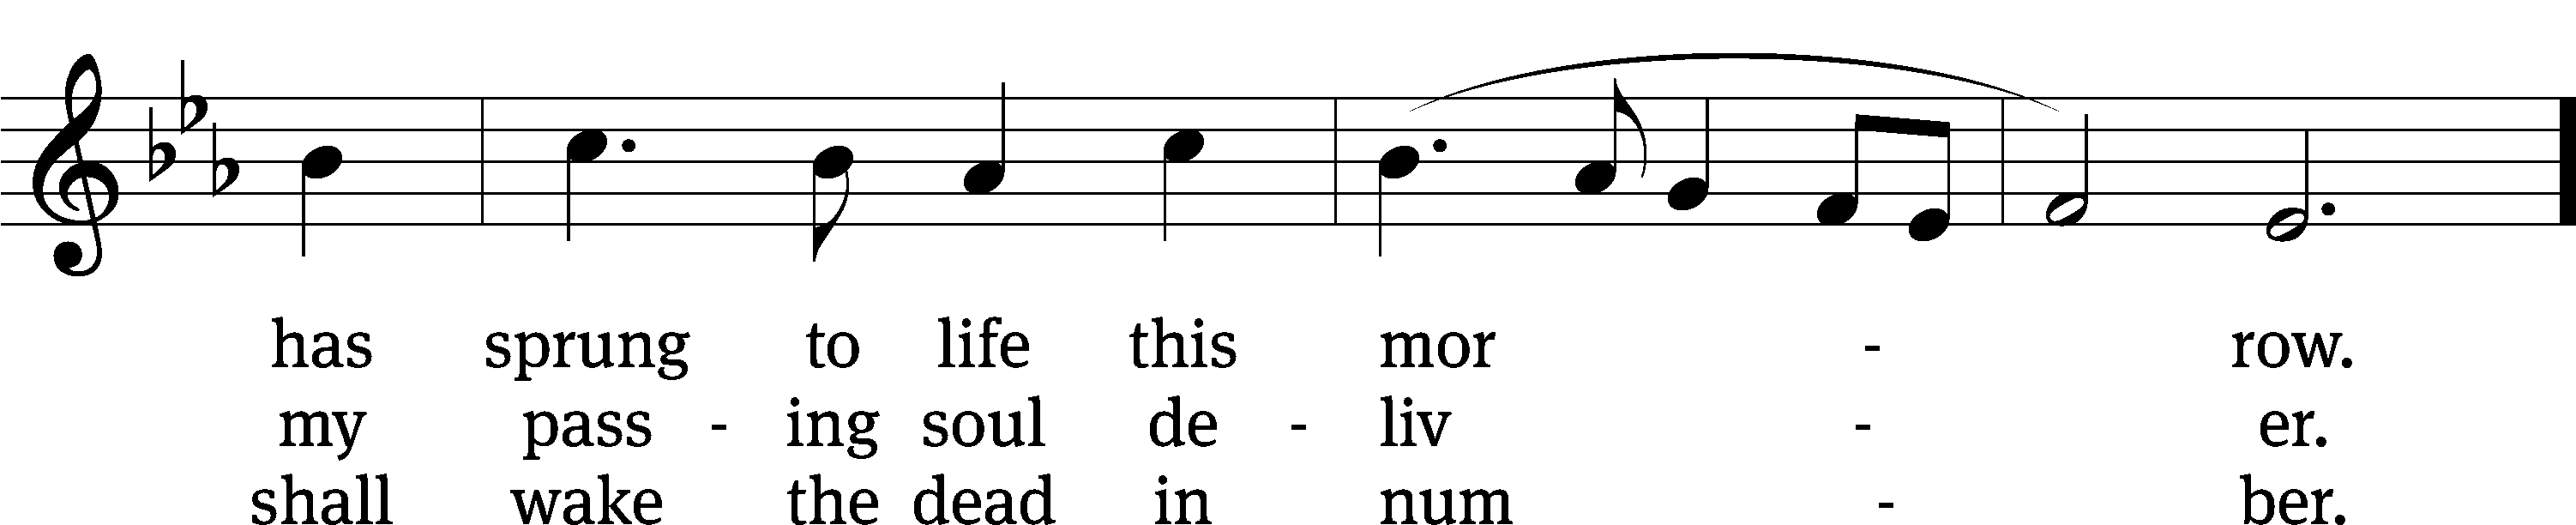 has sprung to life this mor - row.
my pass - ing soul de - liv - er.
shall wake the dead in num - ber.